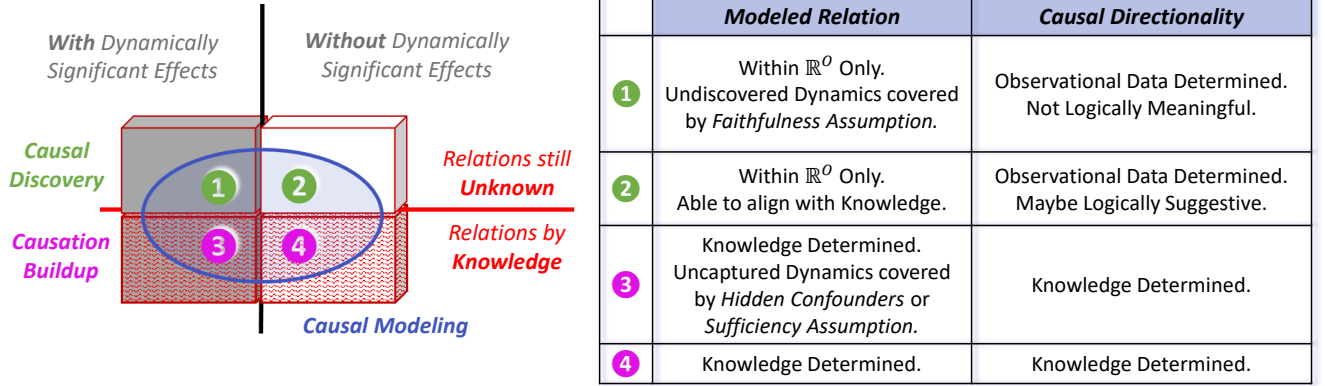 With Dynamically
Significant Effects
Without Dynamically
Significant Effects
Causal
Discovery
1
2
Relations still
Unknown
Causation
Buildup
3
4
Relations by
Knowledge
Causal Modeling
Modeled Relation
Causal Directionality
1
Within ℝᴼ Only.
Undiscovered Dynamics covered
by Faithfulness Assumption.
Observational Data Determined.
Not Logically Meaningful.
2
Within ℝᴼ Only.
Able to align with Knowledge.
Observational Data Determined.
Maybe Logically Suggestive.
3
Knowledge Determined.
Uncaptured Dynamics covered
by Hidden Confounders or
Sufficiency Assumption.
Knowledge Determined.
4
Knowledge Determined.
Knowledge Determined.